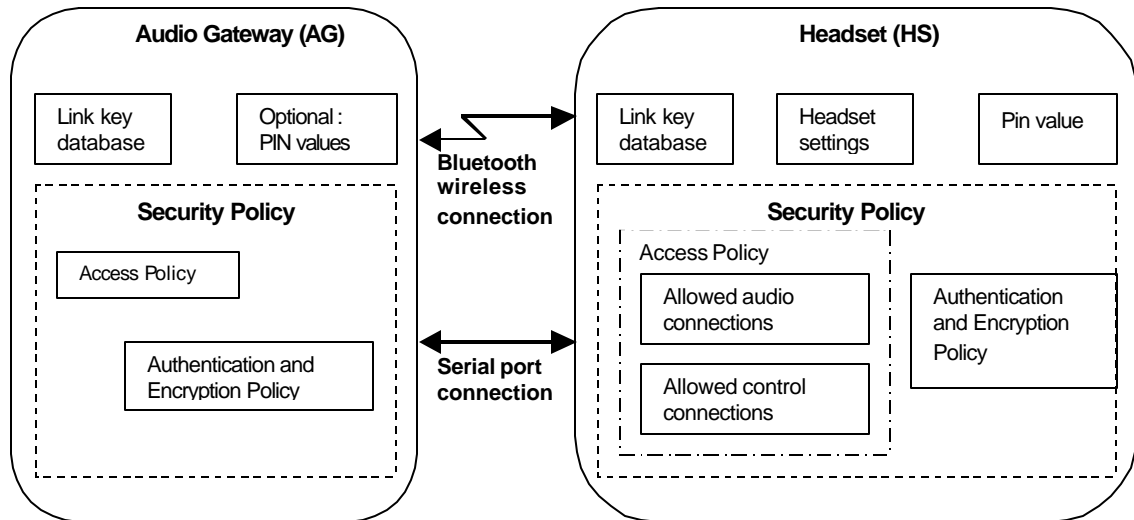 Audio Gateway (AG)
Link key
database
Optional :
PIN values
Security Policy
Access Policy
Authentication and
Encryption Policy
Bluetooth
wireless
connection
Serial port
connection
Headset (HS)
Link key
database
Headset
settings
Pin value
Security Policy
Access Policy
Allowed audio
connections
Allowed control
connections
Authentication
and Encryption
Policy